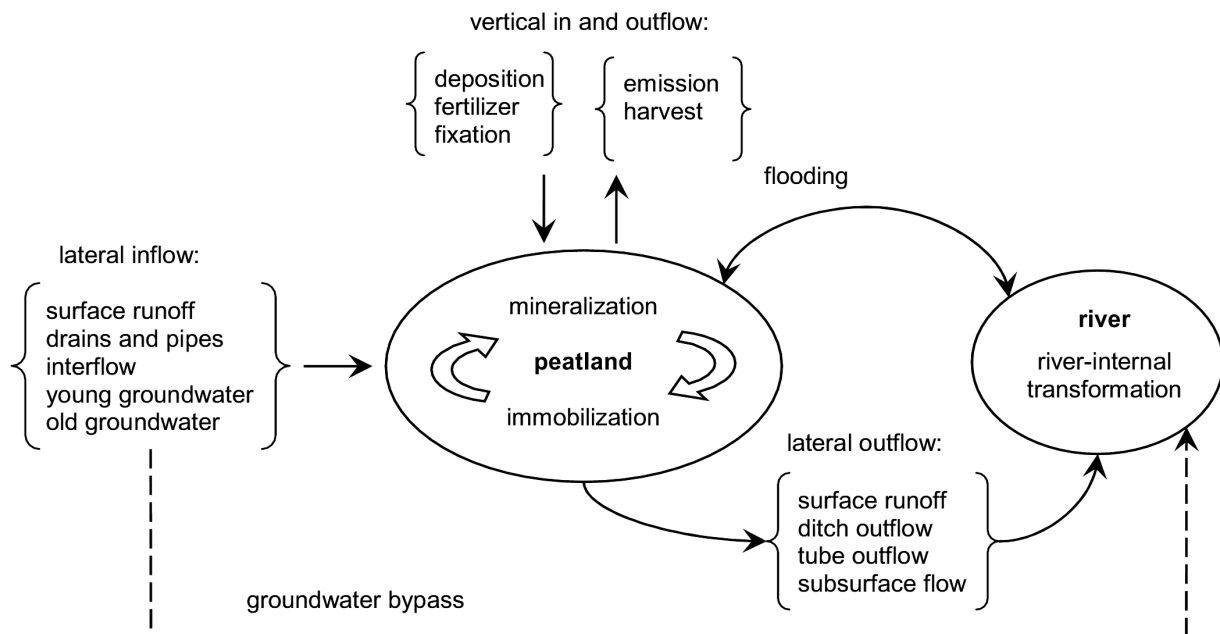 vertical in and outflow:
deposition
fertilizer
fixation
emission
harvest
flooding
lateral inflow:
surface runoff
drains and pipes
interflow
young groundwater
old groundwater
mineralization
peatland
immobilization
river
river-internal
transformation
lateral outflow:
surface runoff
ditch outflow
tube outflow
subsurface flow
groundwater bypass